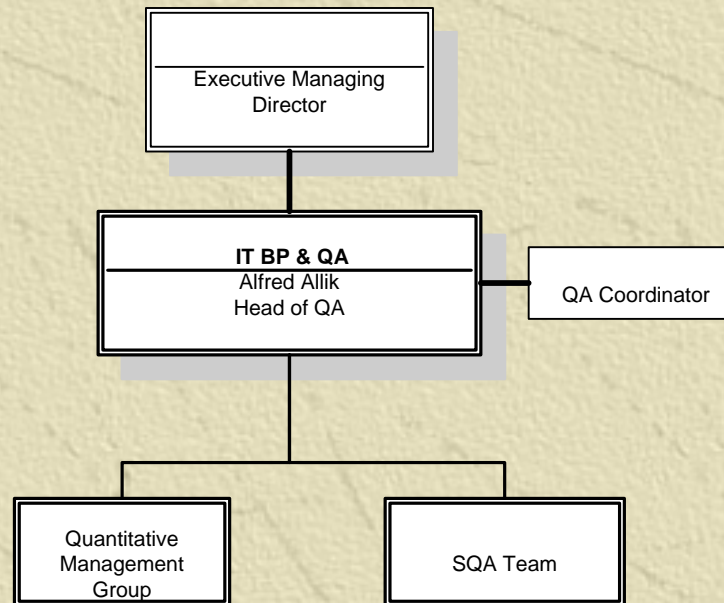 Executive Managing
Director
IT BP & QA
Alfred Allik
Head of QA
QA Coordinator
Quantitative
Management
Group
SQA Team